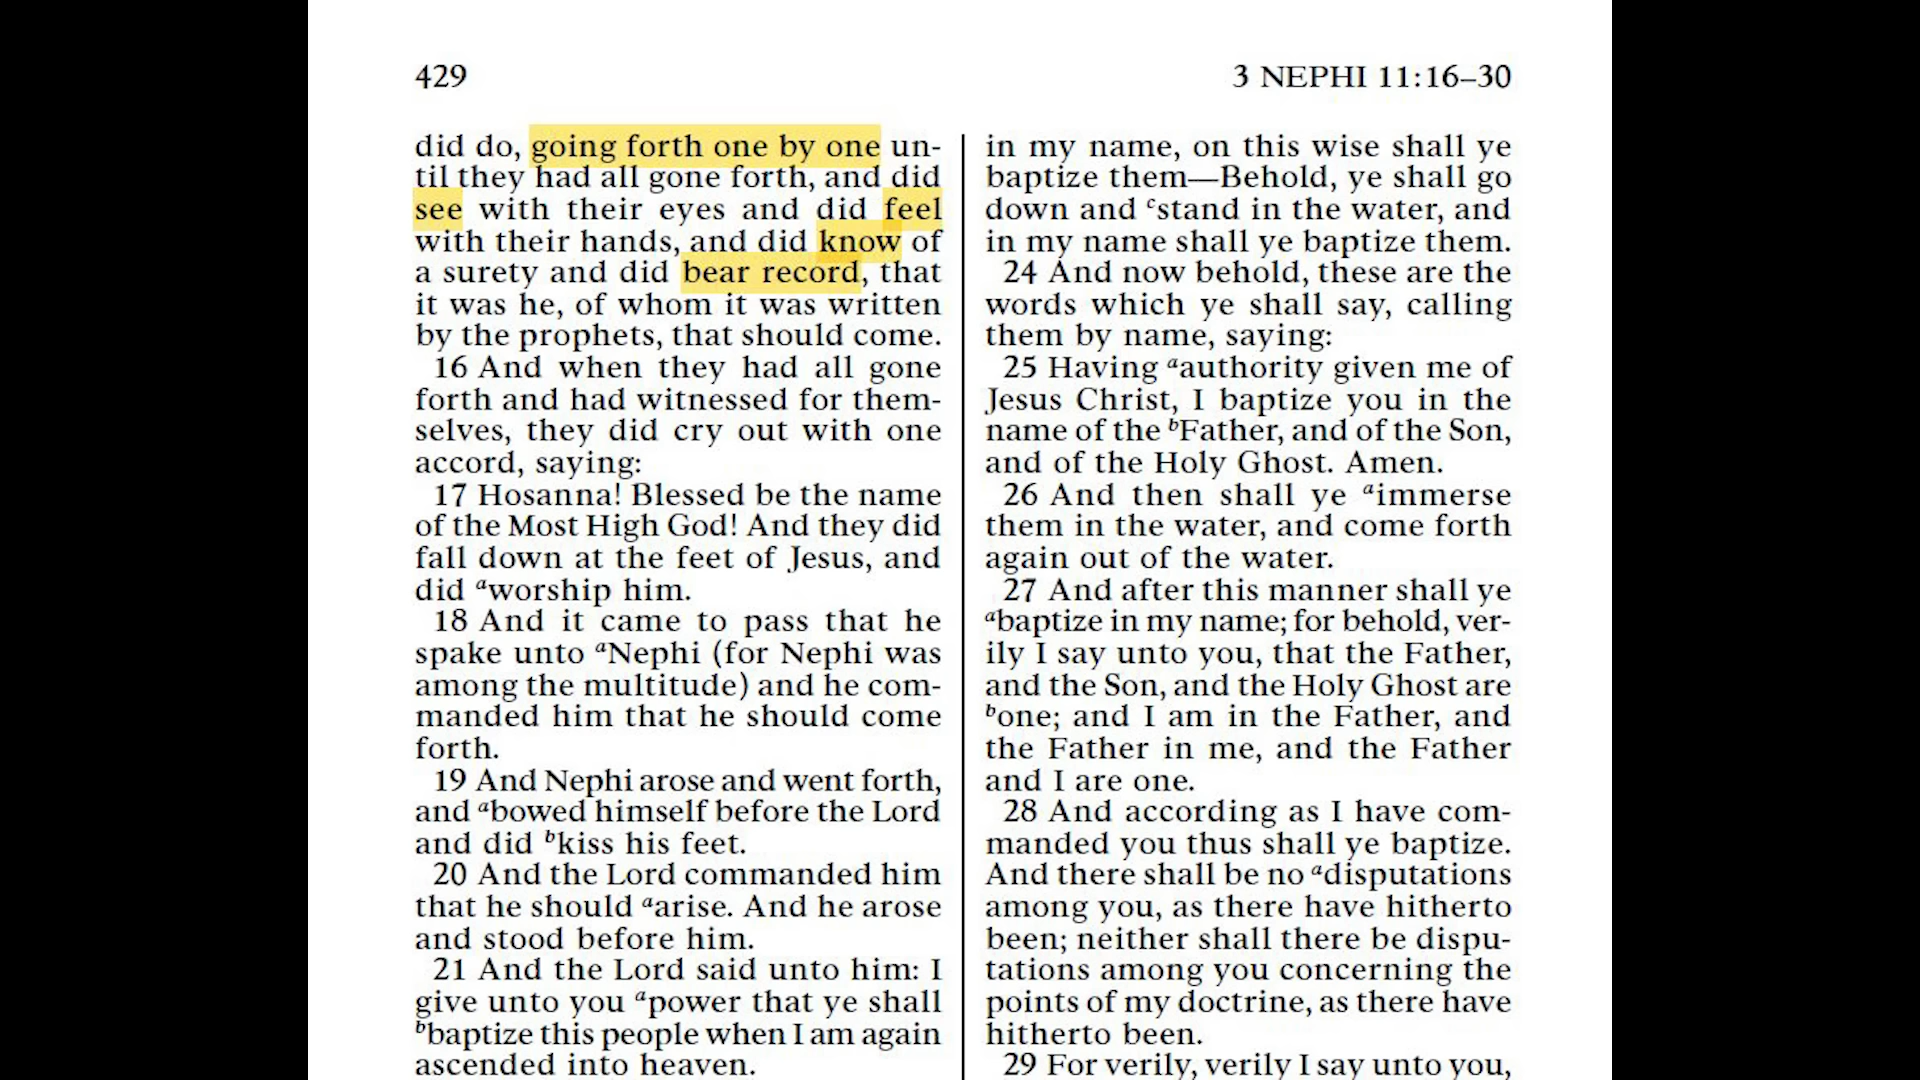 429
3 NEPHI 11:16–30
did do, going forth one by one un-
til they had all gone forth, and did
see with their eyes and did feel
with their hands, and did know of
a surety and did bear record, that
it was he, of whom it was written
by the prophets, that should come.
16 And when they had all gone
forth and had witnessed for them-
selves, they did cry out with one
accord, saying:
17 Hosanna! Blessed be the name
of the Most High God! And they did
fall down at the feet of Jesus, and
did aworship him.
18 And it came to pass that he
spake unto aNephi (for Nephi was
among the multitude) and he com-
manded him that he should come
forth.
19 And Nephi arose and went forth,
and abowed himself before the Lord
and did bkiss his feet.
20 And the Lord commanded him
that he should aarise. And he arose
and stood before him.
21 And the Lord said unto him: I
give unto you apower that ye shall
bbaptize this people when I am again
ascended into heaven.
in my name, on this wise shall ye
baptize them—Behold, ye shall go
down and cstand in the water, and
in my name shall ye baptize them.
24 And now behold, these are the
words which ye shall say, calling
them by name, saying:
25 Having aauthority given me of
Jesus Christ, I baptize you in the
name of the bFather, and of the Son,
and of the Holy Ghost. Amen.
26 And then shall ye aimmerse
them in the water, and come forth
again out of the water.
27 And after this manner shall ye
abaptize in my name; for behold, ver-
ily I say unto you, that the Father,
and the Son, and the Holy Ghost are
bone; and I am in the Father, and
the Father in me, and the Father
and I are one.
28 And according as I have com-
manded you thus shall ye baptize.
And there shall be no adisputations
among you, as there have hitherto
been; neither shall there be dispu-
tations among you concerning the
points of my doctrine, as there have
hitherto been.
29 For verily, verily I say unto you,